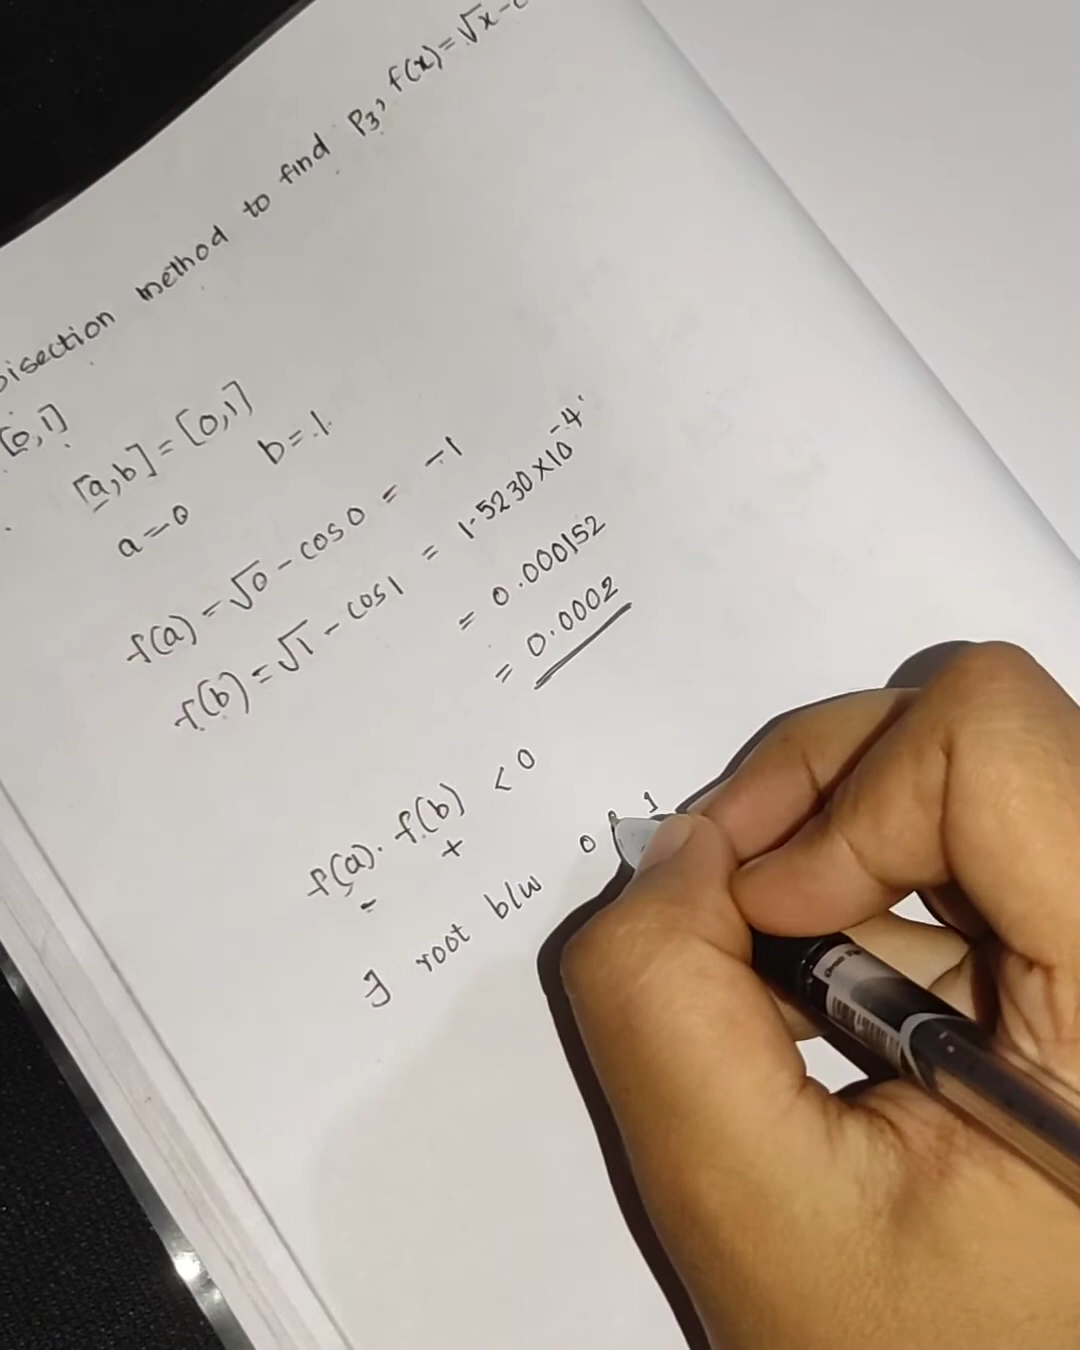 bisection method to find P3, f(x) = √x -
[0,1]
[a,b] = [0,1]
a = 0 b = 1
f(a) = √0 - cos 0 = -1
f(b) = √1 - cos 1 = 1.5230 × 10^-4
= 0.000152
= 0.0002
f(a). f(b) < 0
- +
∃ root b/w 0 & 1